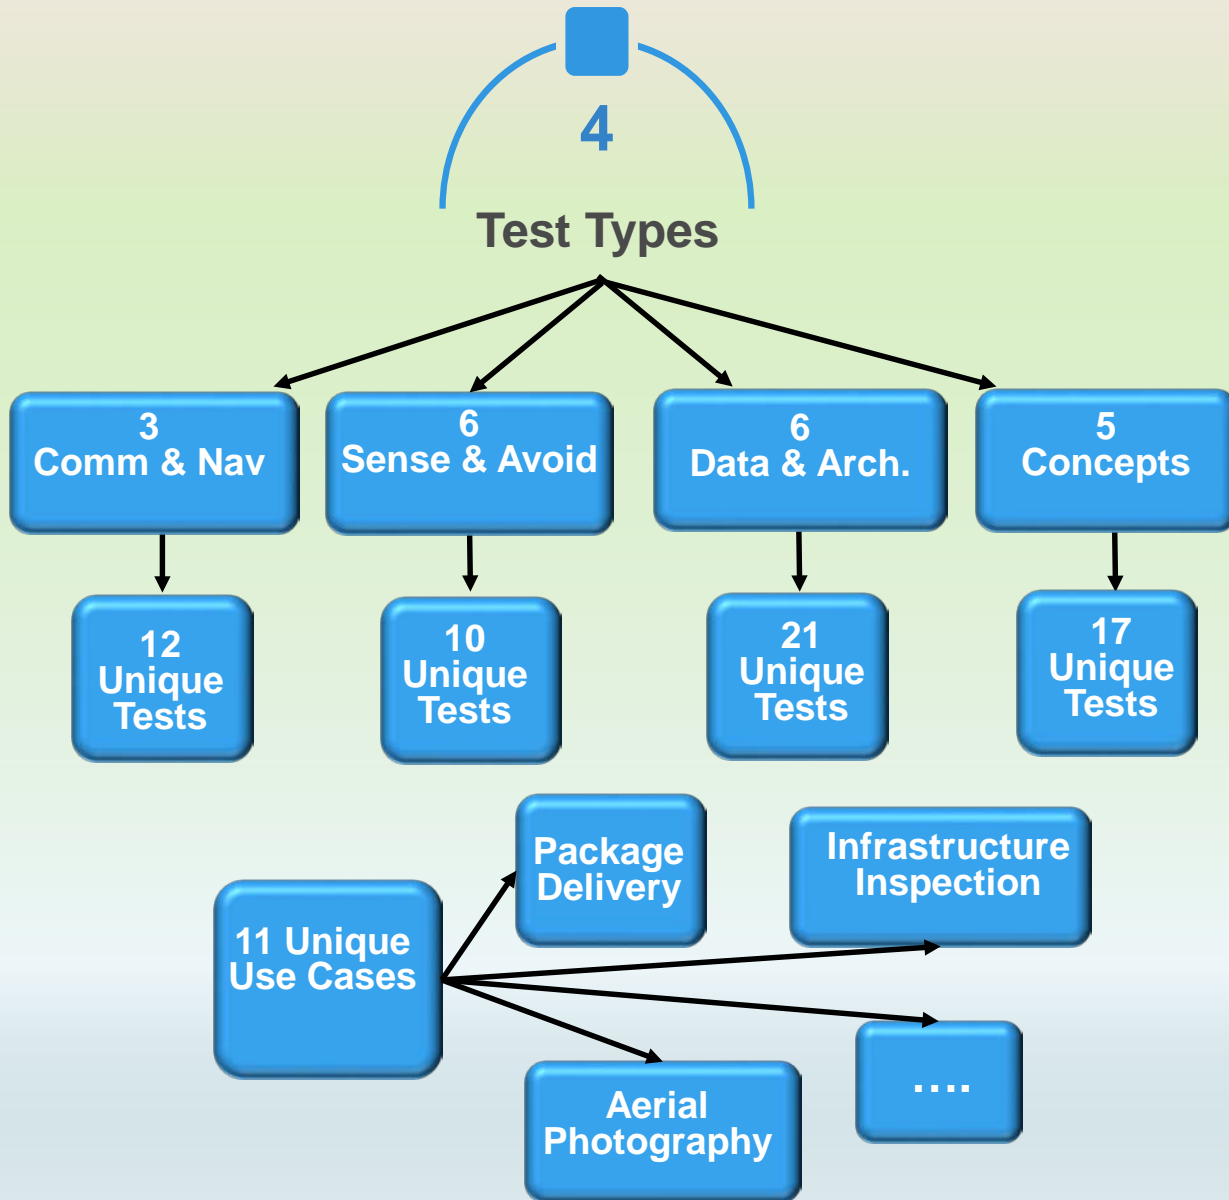 4
Test Types
3
Comm & Nav
6
Sense & Avoid
6
Data & Arch.
5
Concepts
12
Unique
Tests
10
Unique
Tests
21
Unique
Tests
17
Unique
Tests
11 Unique
Use Cases
Package
Delivery
Infrastructure
Inspection
....
Aerial
Photography